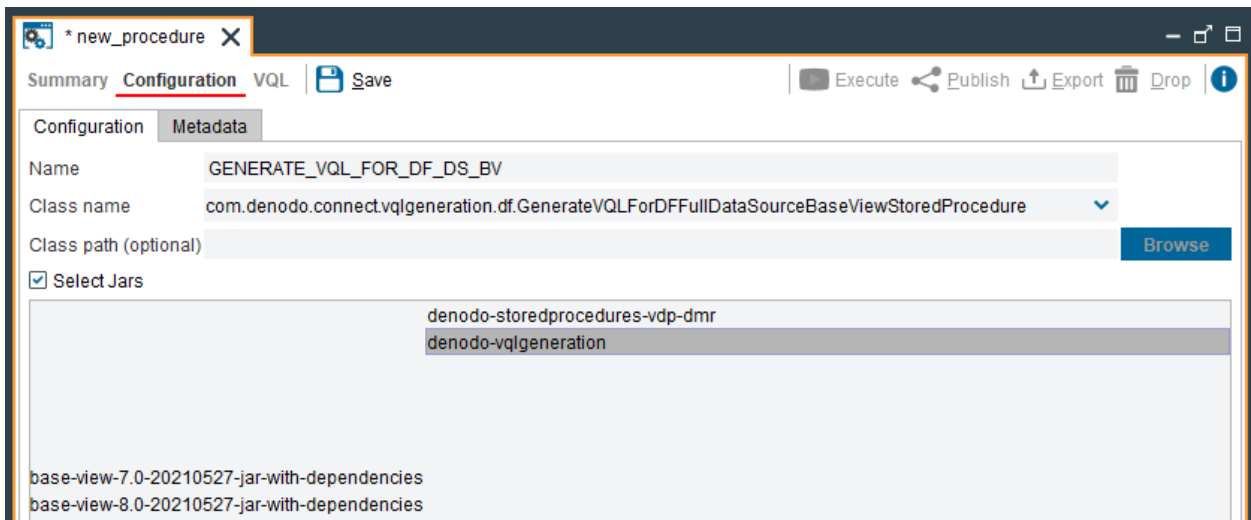 * new_procedure
Summary Configuration VQL Save Execute Publish Export Drop
Configuration Metadata
Name GENERATE_VQL_FOR_DF_DS_BV
Class name com.denodo.connect.vqlgeneration.df.GenerateVQLForDFFullDataSourceBaseViewStoredProcedure
Class path (optional) Browse
Select Jars
denodo-storedprocedures-vdp-dmr
denodo-vqlgeneration
base-view-7.0-20210527-jar-with-dependencies
base-view-8.0-20210527-jar-with-dependencies